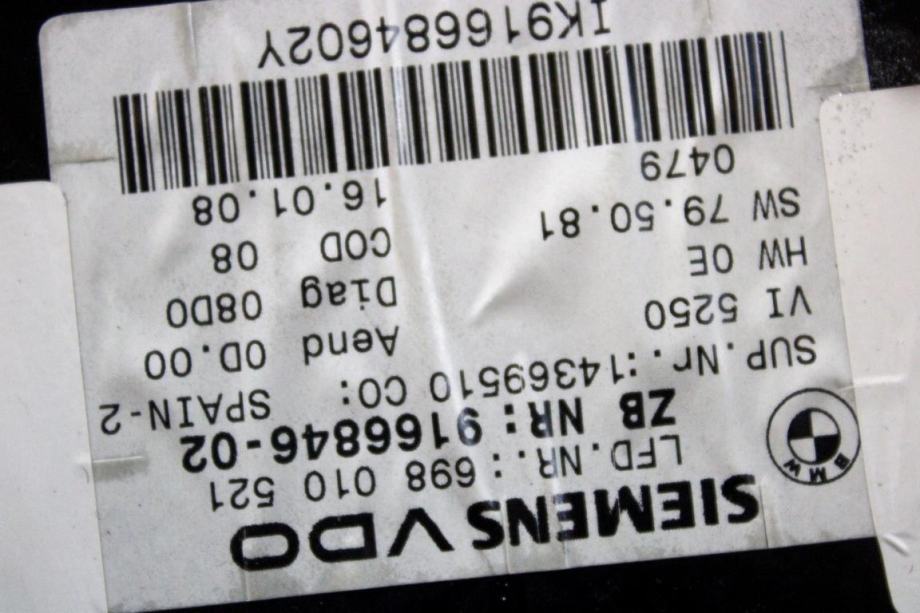 SIEMENS VDO
LFD.NR.: 698 010 521
BMW
ZB NR: 9166846-02
SUP.Nr.:14369510 CO: SPAIN-2
VI 5250 Aend 0D.00
HW 0E Diag 08D0
SW 79.50.81 COD 08
0479 16.01.08
IK916684602Y